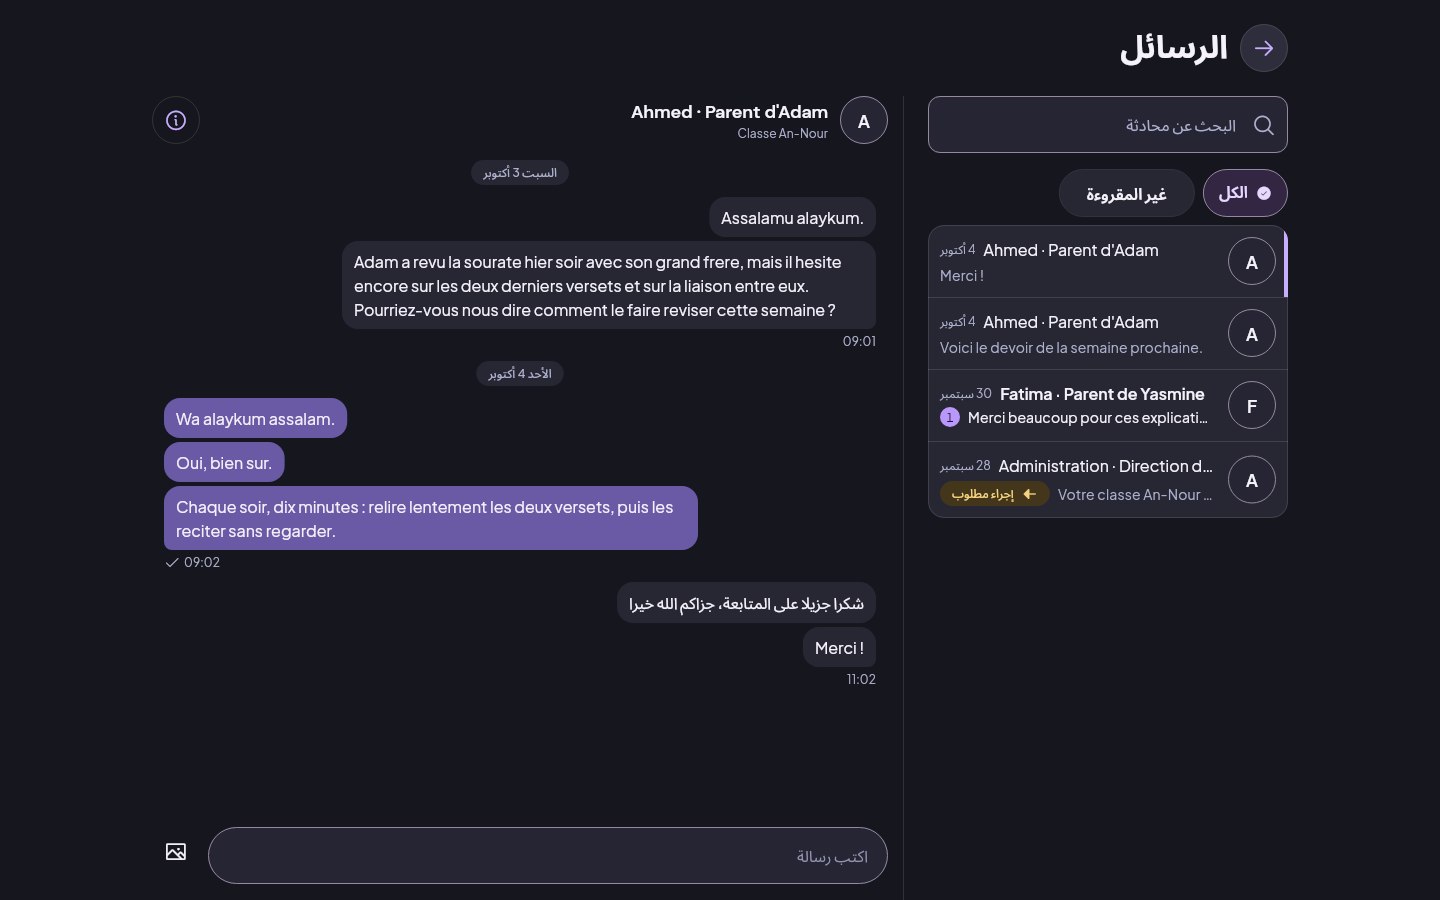 الرسائل
البحث عن محادثة
الكل
غير المقروءة
A
Ahmed · Parent d'Adam
4 أكتوبر
Merci !
A
Ahmed · Parent d'Adam
4 أكتوبر
Voici le devoir de la semaine prochaine.
F
Fatima · Parent de Yasmine
30 سبتمبر
Merci beaucoup pour ces explicati...
1
A
Administration · Direction d...
28 سبتمبر
Votre classe An-Nour ...
إجراء مطلوب
A
Ahmed · Parent d'Adam
Classe An-Nour
السبت 3 أكتوبر
Assalamu alaykum.
Adam a revu la sourate hier soir avec son grand frere, mais il hesite
encore sur les deux derniers versets et sur la liaison entre eux.
Pourriez-vous nous dire comment le faire reviser cette semaine ?
09:01
الأحد 4 أكتوبر
Wa alaykum assalam.
Oui, bien sur.
Chaque soir, dix minutes : relire lentement les deux versets, puis les
reciter sans regarder.
09:02
شكرا جزيلا على المتابعة، جزاكم الله خيرا
Merci !
11:02
اكتب رسالة